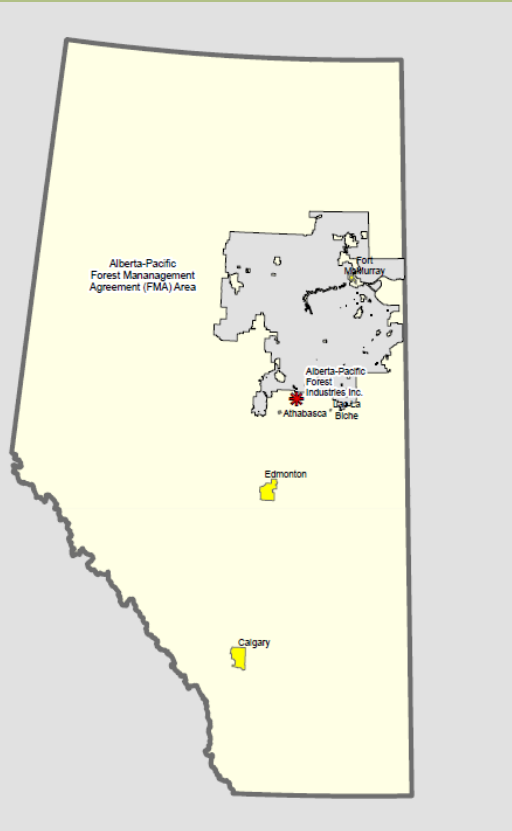 Alberta-Pacific
Forest Mananagement
Agreement (FMA) Area
Fort
McMurray
Alberta-Pacific
Forest
Industries Inc.
Lac La
Biche
Athabasca
Edmonton
Calgary